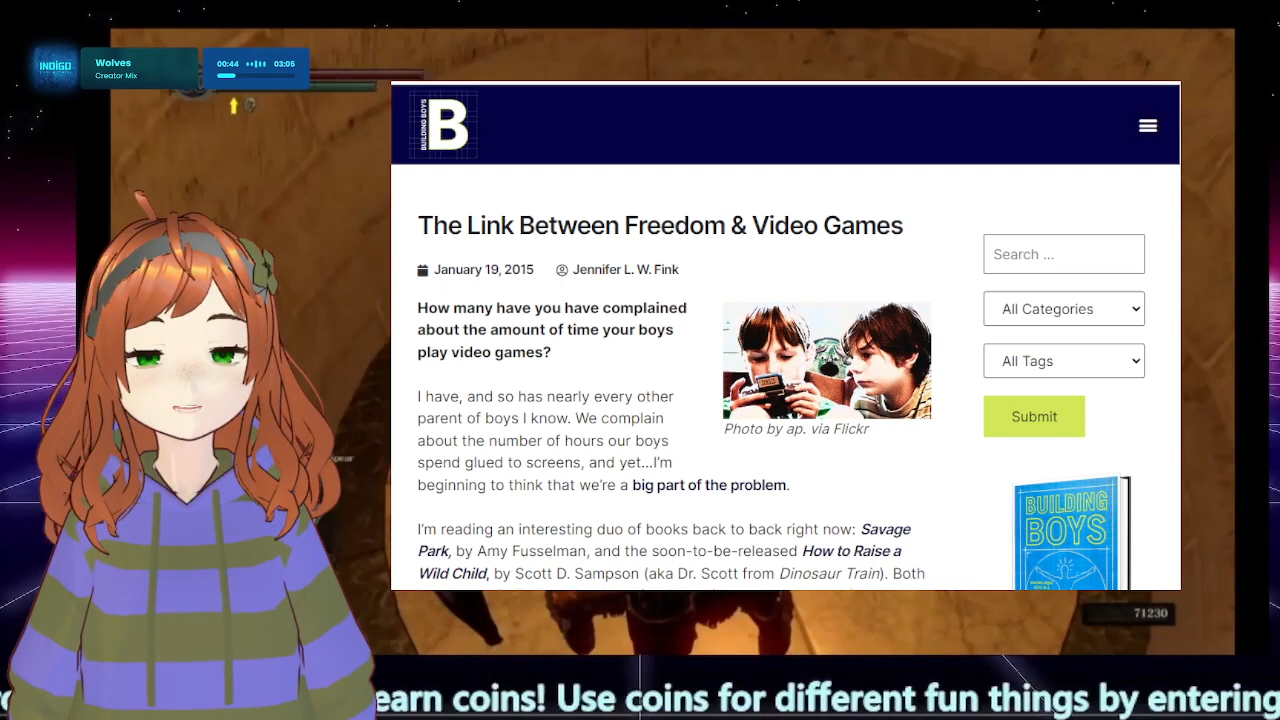 INDIGO
Wolves
Creator Mix
00:44
03:05
BUILDING BOYS
B
The Link Between Freedom & Video Games
January 19, 2015
Jennifer L. W. Fink
How many have you have complained
about the amount of time your boys
play video games?
I have, and so has nearly every other
parent of boys I know. We complain
about the number of hours our boys
spend glued to screens, and yet...I'm
beginning to think that we're a big part of the problem.
Photo by ap. via Flickr
I'm reading an interesting duo of books back to back right now: Savage
Park, by Amy Fusselman, and the soon-to-be-released How to Raise a
Wild Child, by Scott D. Sampson (aka Dr. Scott from Dinosaur Train). Both
Search ...
All Categories
All Tags
Submit
BUILDING
BOYS
71230
earn coins! Use coins for different fun things by entering